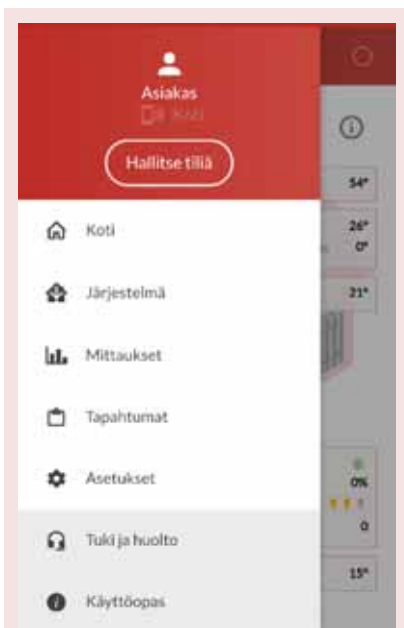 Asiakas
Hallitse tiliä
54°
Koti
26°
0°
Järjestelmä
21°
Mittaukset
Tapahtumat
Asetukset
0%
0
Tuki ja huolto
15°
Käyttöopas